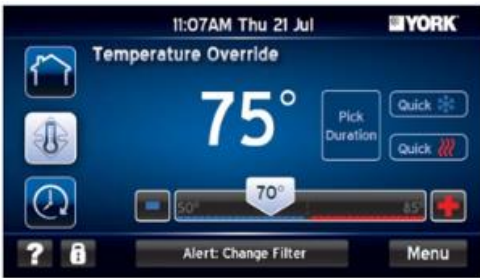 11:07AM Thu 21 Jul
YORK
Temperature Override
75°
Pick
Duration
Quick
Quick
70°
50°
85°
?
Alert: Change Filter
Menu